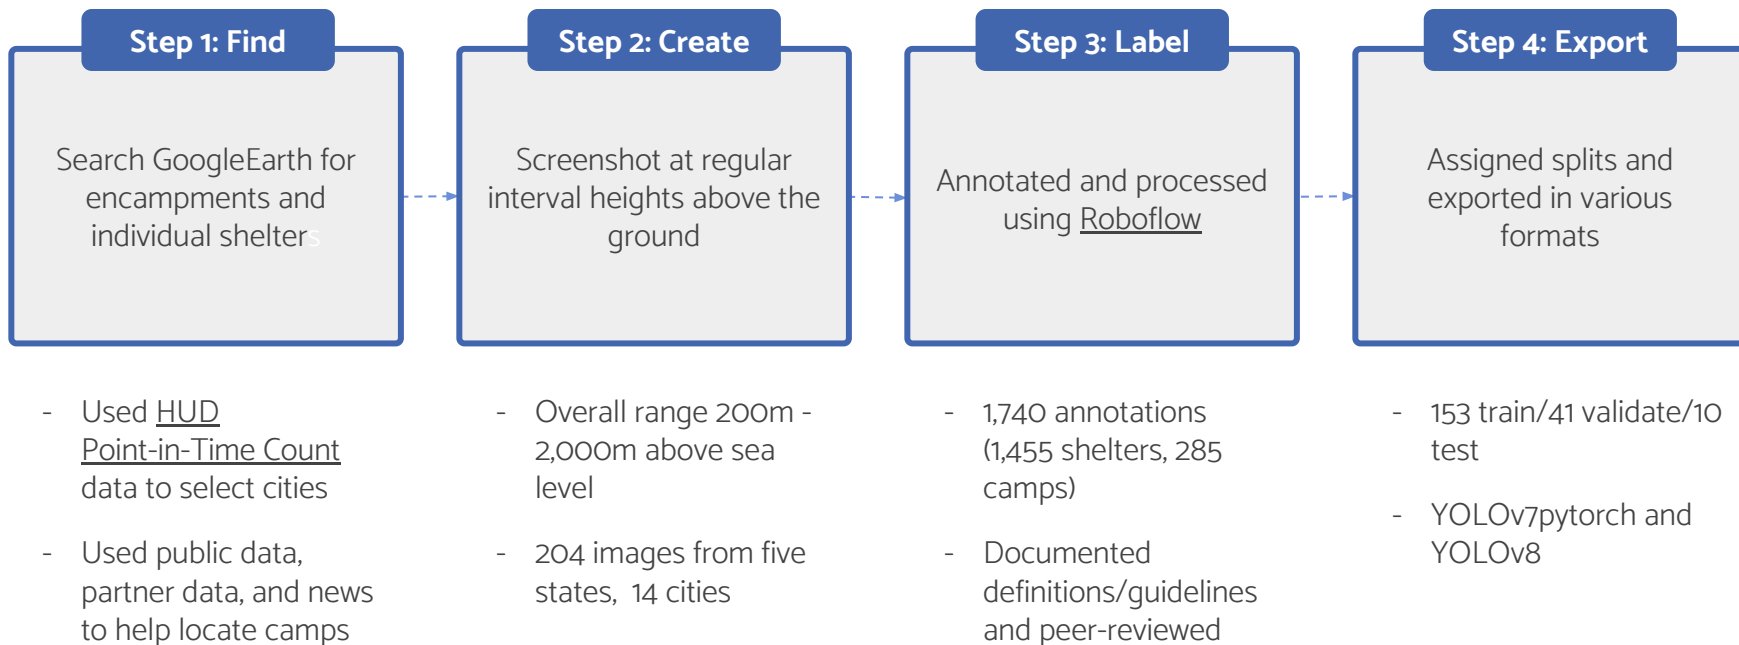 Step 1: Find
Search GoogleEarth for
encampments and
individual shelters
- Used HUD
Point-in-Time Count
data to select cities
- Used public data,
partner data, and news
to help locate camps
Step 2: Create
Screenshot at regular
interval heights above the
ground
- Overall range 200m -
2,000m above sea
level
- 204 images from five
states, 14 cities
Step 3: Label
Annotated and processed
using Roboflow
- 1,740 annotations
(1,455 shelters, 285
camps)
- Documented
definitions/guidelines
and peer-reviewed
Step 4: Export
Assigned splits and
exported in various
formats
- 153 train/41 validate/10
test
- YOLOv7pytorch and
YOLOv8